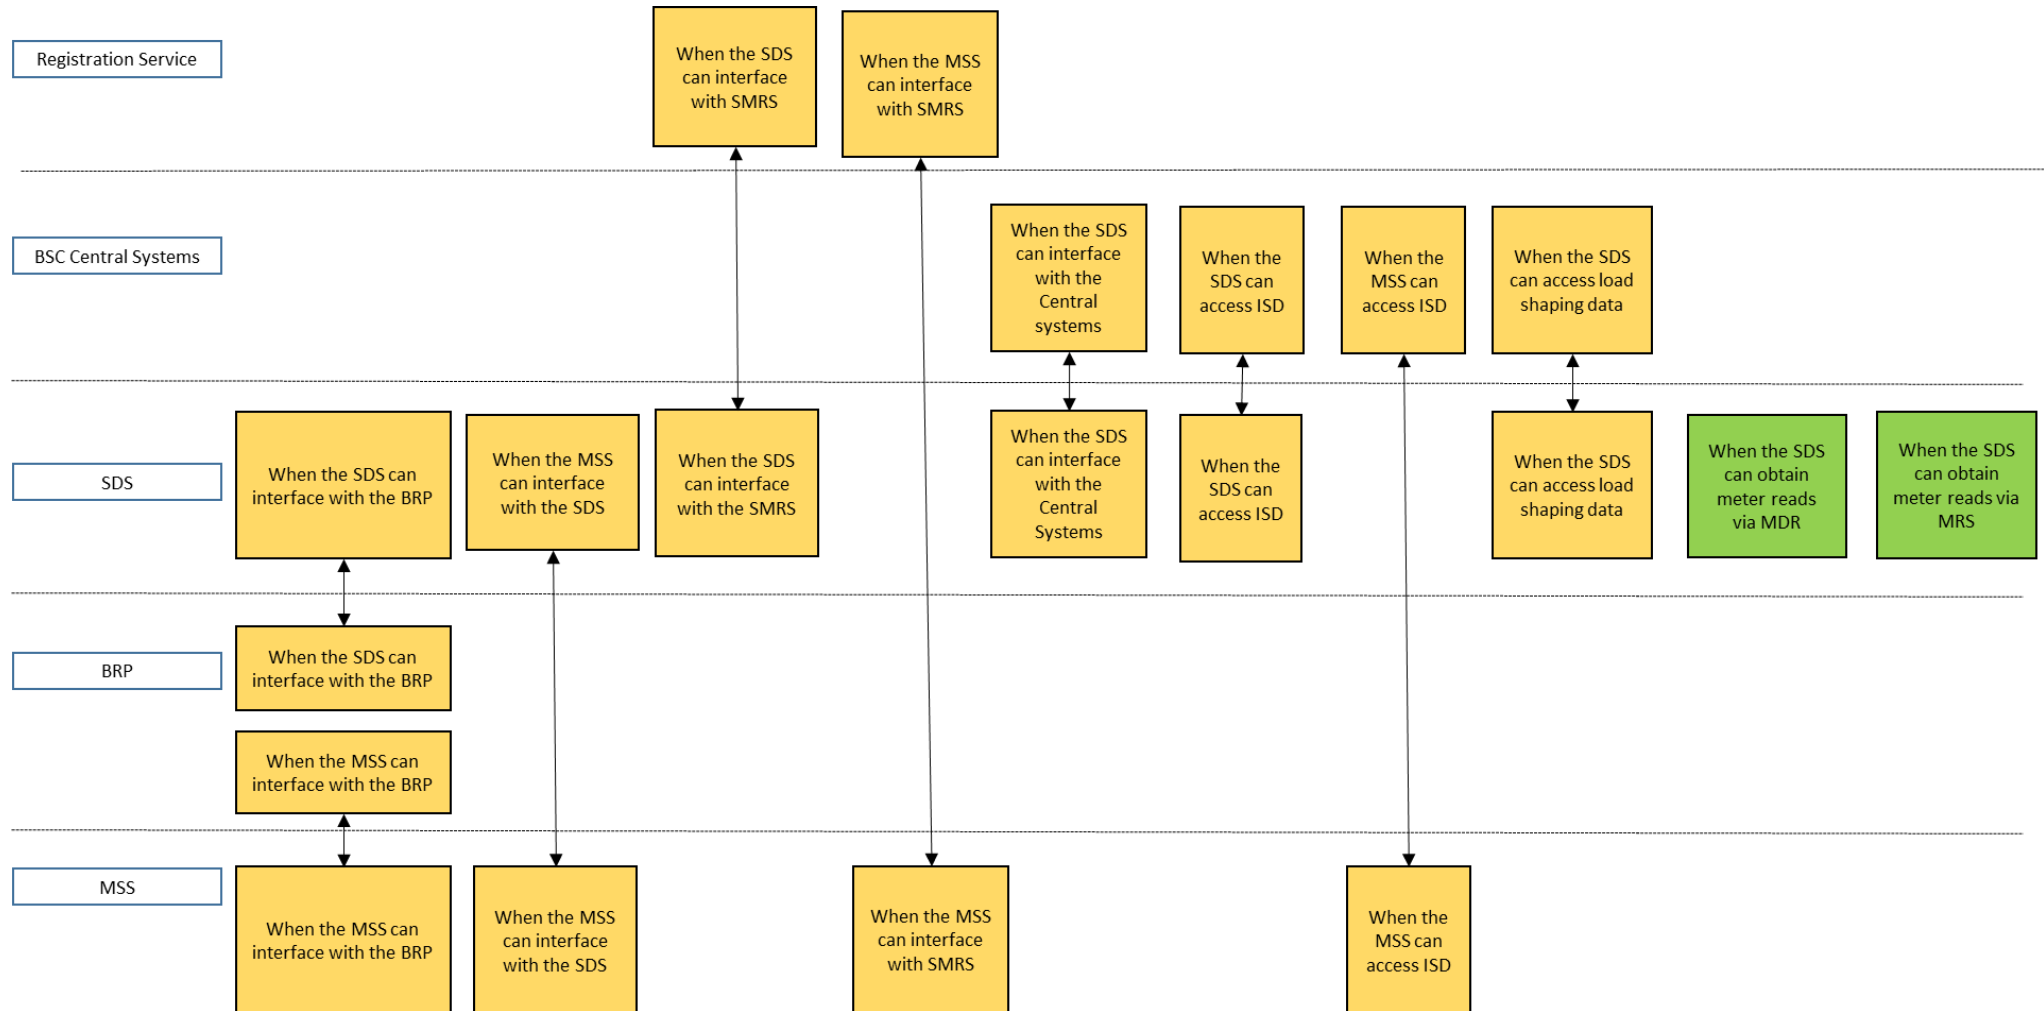 Registration Service
When the SDS
can interface
with SMRS
When the MSS
can interface
with SMRS
BSC Central Systems
When the SDS
can interface
with the
Central
systems
When the
SDS can
access ISD
When the
MSS can
access ISD
When the SDS
can access load
shaping data
SDS
When the SDS can
interface with the BRP
When the MSS
can interface
with the SDS
When the SDS
can interface
with the SMRS
When the SDS
can interface
with the
Central
Systems
When the
SDS can
access ISD
When the SDS
can access load
shaping data
When the SDS
can obtain
meter reads
via MDR
When the SDS
can obtain
meter reads via
MRS
BRP
When the SDS can
interface with the BRP
When the MSS can
interface with the BRP
MSS
When the MSS can
interface with the BRP
When the MSS
can interface
with the SDS
When the MSS
can interface
with SMRS
When the
MSS can
access ISD